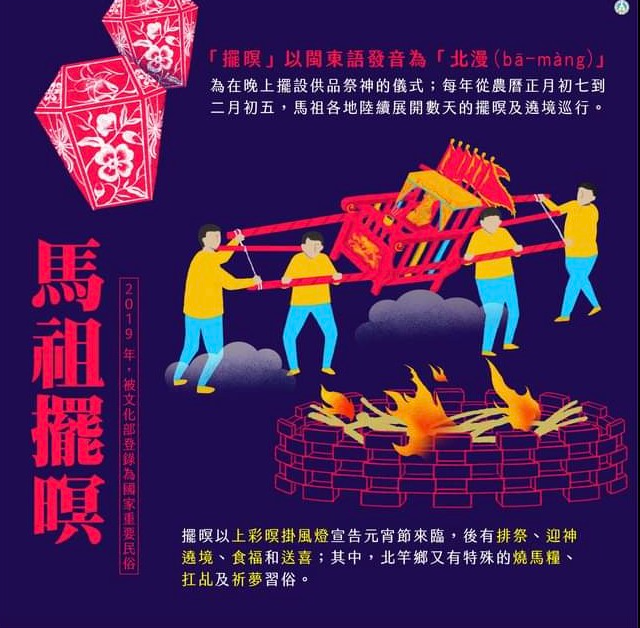 「擺暝」以閩東語發音為「北漫(bā-màng)」
為在晚上擺設供品祭神的儀式；每年從農曆正月初七到
二月初五，馬祖各地陸續展開數天的擺暝及遶境巡行。
馬祖擺暝
2019年，被文化部登錄為國家重要民俗
擺暝以上彩暝掛風燈宣告元宵節來臨，後有排祭、迎神
遶境、食福和送喜；其中，北竿鄉又有特殊的燒馬糧、
扛乩及祈夢習俗。